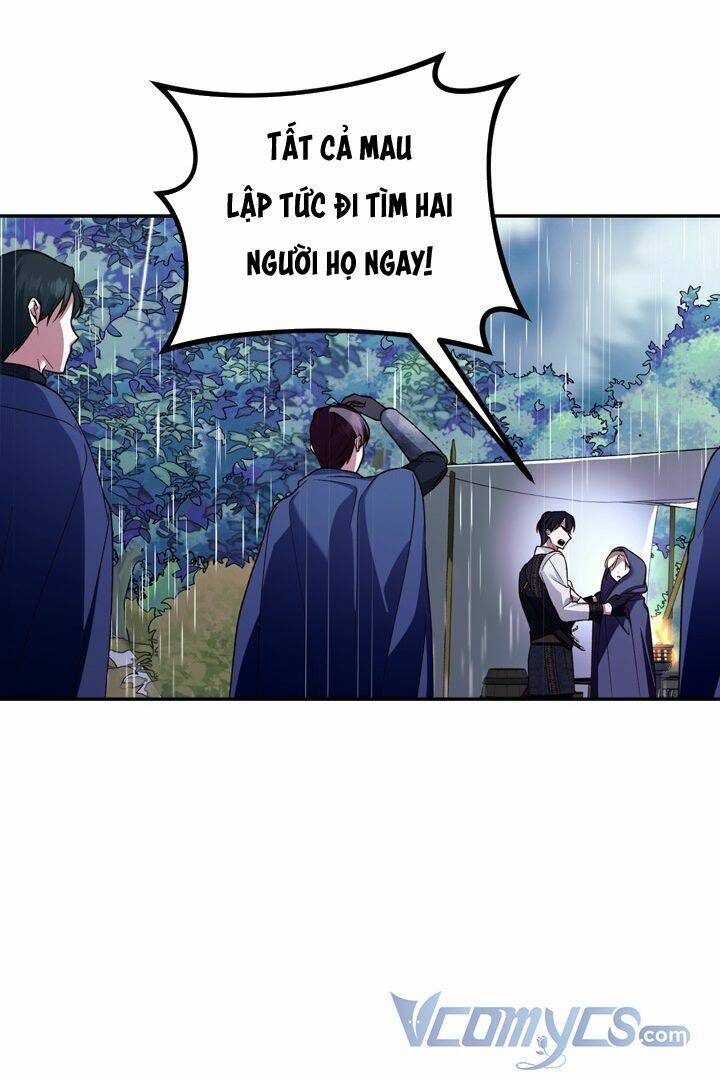 TẤT CẢ MAU
LẬP TỨC ĐI TÌM HAI
NGƯỜI HỌ NGAY!
VCOMYCS.com